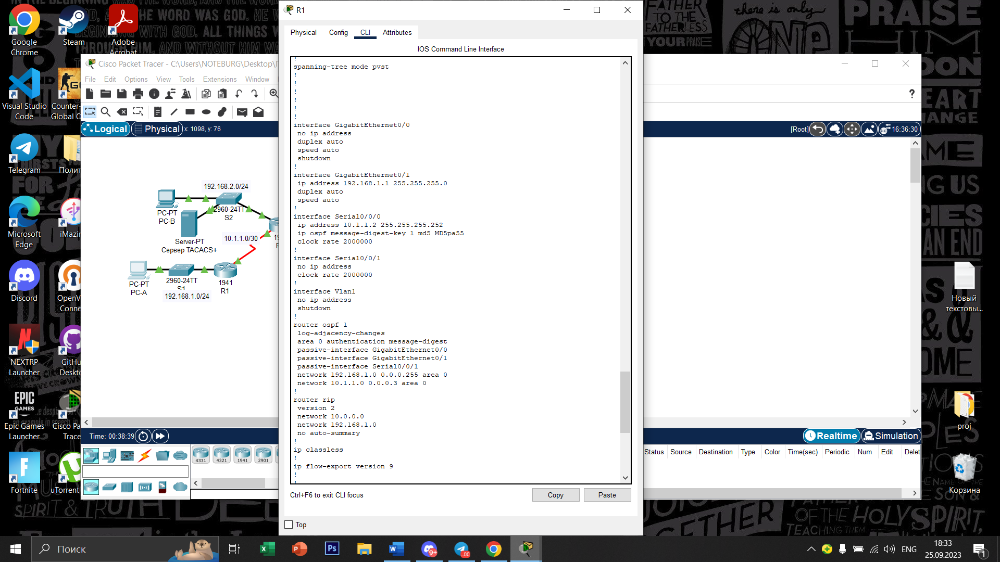 Google
Chrome
Steam
Adobe
Acrobat
Visual Studio
Code
Counter-
Global O
Telegram
Полит
Microsoft
Edge
iMazin
Discord
OpenV
Conne
NEXTRP
Launcher
GitHu
Deskto
Epic Games
Launcher
Cisco Pa
Trace
Fortnite
uTorrent
EPIC
GAMES
Cisco Packet Tracer - C:\Users\NOTEBURG\Desktop\
File Edit Options View Tools Extensions Window
Logical
Physical
x: 1098, y: 76
192.168.2.0/24
PC-PT
PC-B
2960-24TT
S2
Server-PT
Сервер TACACS+
10.1.1.0/30
PC-PT
PC-A
2960-24TT
S1
1941
R1
192.168.1.0/24
Time: 00:38:39
4331
4321
1941
2901
R1
Physical Config CLI Attributes
IOS Command Line Interface
!
spanning-tree mode pvst
!
!
!
!
!
!
interface GigabitEthernet0/0
no ip address
duplex auto
speed auto
shutdown
!
interface GigabitEthernet0/1
ip address 192.168.1.1 255.255.255.0
duplex auto
speed auto
!
interface Serial0/0/0
ip address 10.1.1.2 255.255.255.252
ip ospf message-digest-key 1 md5 MD5pa55
clock rate 2000000
!
interface Serial0/0/1
no ip address
clock rate 2000000
!
interface Vlan1
no ip address
shutdown
!
router ospf 1
log-adjacency-changes
area 0 authentication message-digest
passive-interface GigabitEthernet0/0
passive-interface GigabitEthernet0/1
passive-interface Serial0/0/1
network 192.168.1.0 0.0.0.255 area 0
network 10.1.1.0 0.0.0.3 area 0
!
router rip
version 2
network 10.0.0.0
network 192.168.1.0
no auto-summary
!
ip classless
!
ip flow-export version 9
!
Ctrl+F6 to exit CLI focus
Copy
Paste
Top
[Root]
16:36:30
Realtime
Simulation
Status Source Destination Type Color Time(sec) Periodic Num Edit Delet
Новый
текстовы...
proj
Корзина
Поиск
ENG
18:33
25.09.2023
1